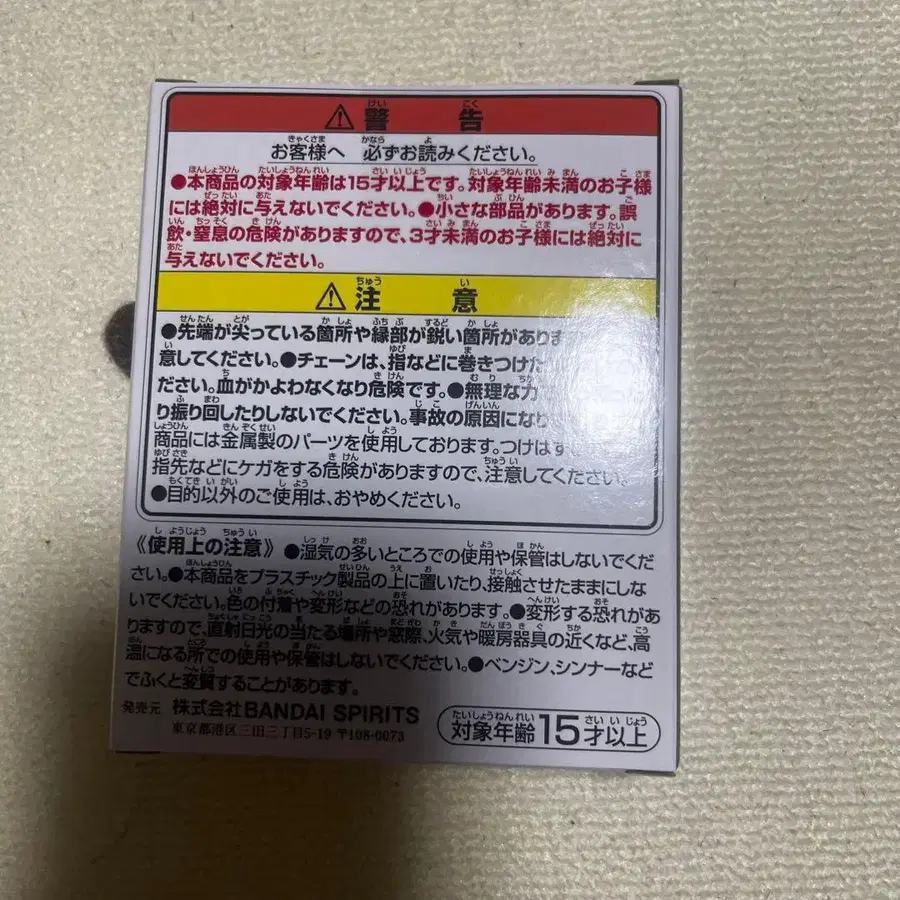 警告
お客様へ 必ずお読みください。
●本商品の対象年齢は15才以上です。対象年齢未満のお子様
には絶対に与えないでください。●小さな部品があります。誤
飲・窒息の危険がありますので、3才未満のお子様には絶対に
与えないでください。
注意
●先端が尖っている箇所や縁部が鋭い箇所があり
意してください。●チェーンは、指などに巻きつけ
ださい。血がかよわなくなり危険です。●無理な力
り振り回したりしないでください。事故の原因になり
商品には金属製のパーツを使用しております。つけはず
指先などにケガをする危険がありますので、注意してください。
●目的以外のご使用は、おやめください。
《使用上の注意》●湿気の多いところでの使用や保管はしないでくだ
さい。●本商品をプラスチック製品の上に置いたり、接触させたままにしな
いでください。色の付着や変形などの恐れがあります。●変形する恐れがあ
りますので、直射日光の当たる場所や窓際、火気や暖房器具の近くなど、高
温になる所での使用や保管はしないでください。●ベンジン、シンナーなど
でふくと変質することがあります。
発売元 株式会社BANDAI SPIRITS
東京都港区三田三丁目5-19 〒108-0073
対象年齢15才以上